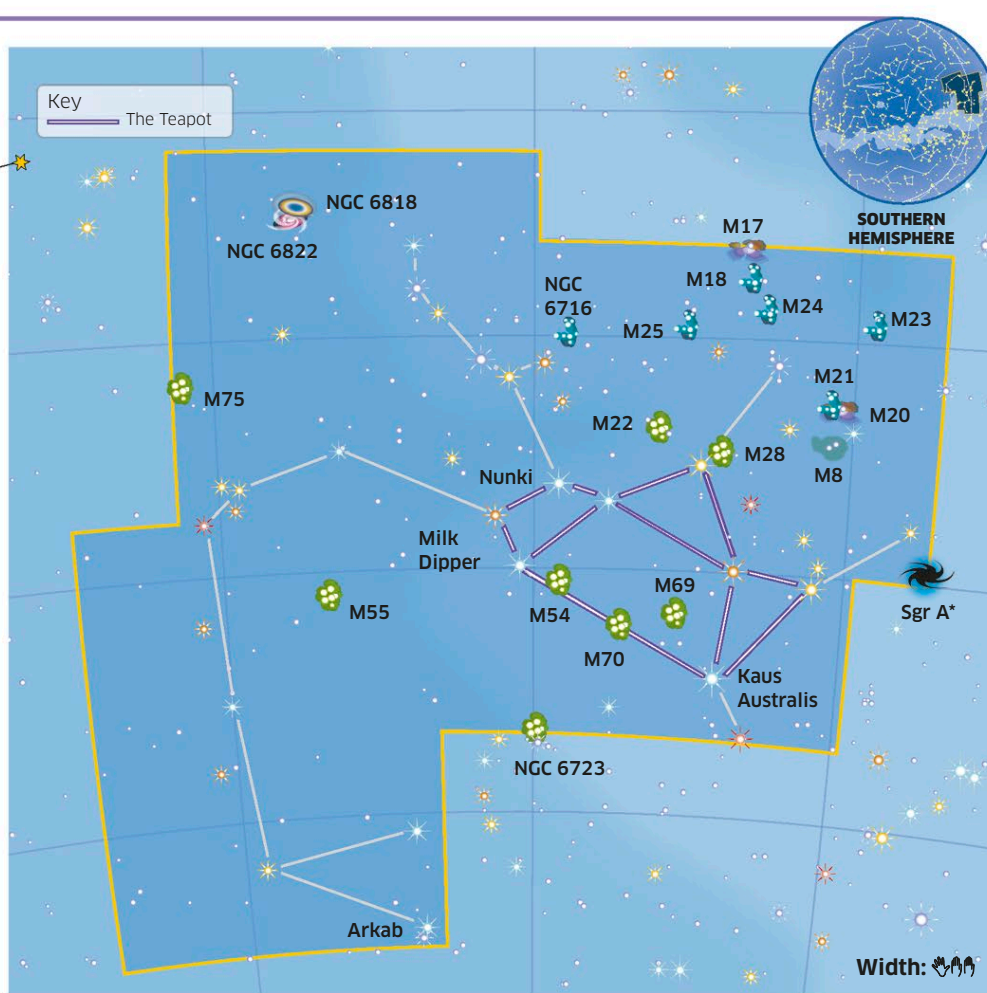 Key
The Teapot
SOUTHERN
HEMISPHERE
NGC 6818
NGC 6822
M17
M18
NGC
6716
M24
M25
M23
M21
M20
M75
M22
M28
M8
Nunki
Milk
Dipper
M55
M54
M69
Sgr A*
M70
Kaus
Australis
NGC 6723
Arkab
Width: